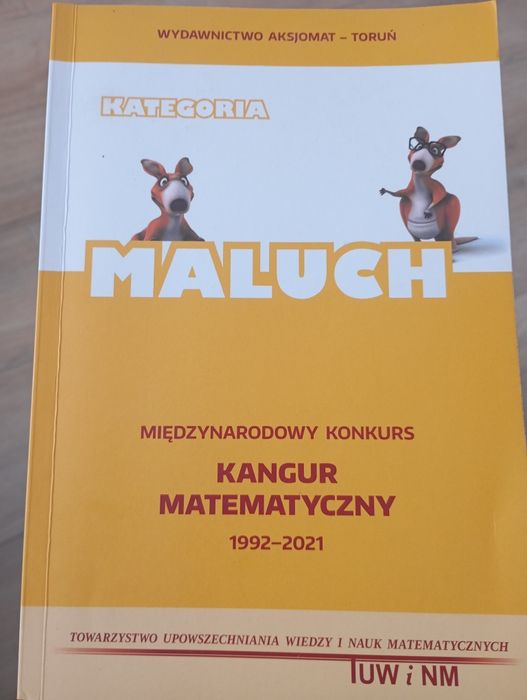 WYDAWNICTWO AKSJOMAT – TORUŃ
KATEGORIA
MALUCH
MIĘDZYNARODOWY KONKURS
KANGUR
MATEMATYCZNY
1992–2021
TOWARZYSTWO UPOWSZECHNIANIA WIEDZY I NAUK MATEMATYCZNYCH
TUW i NM